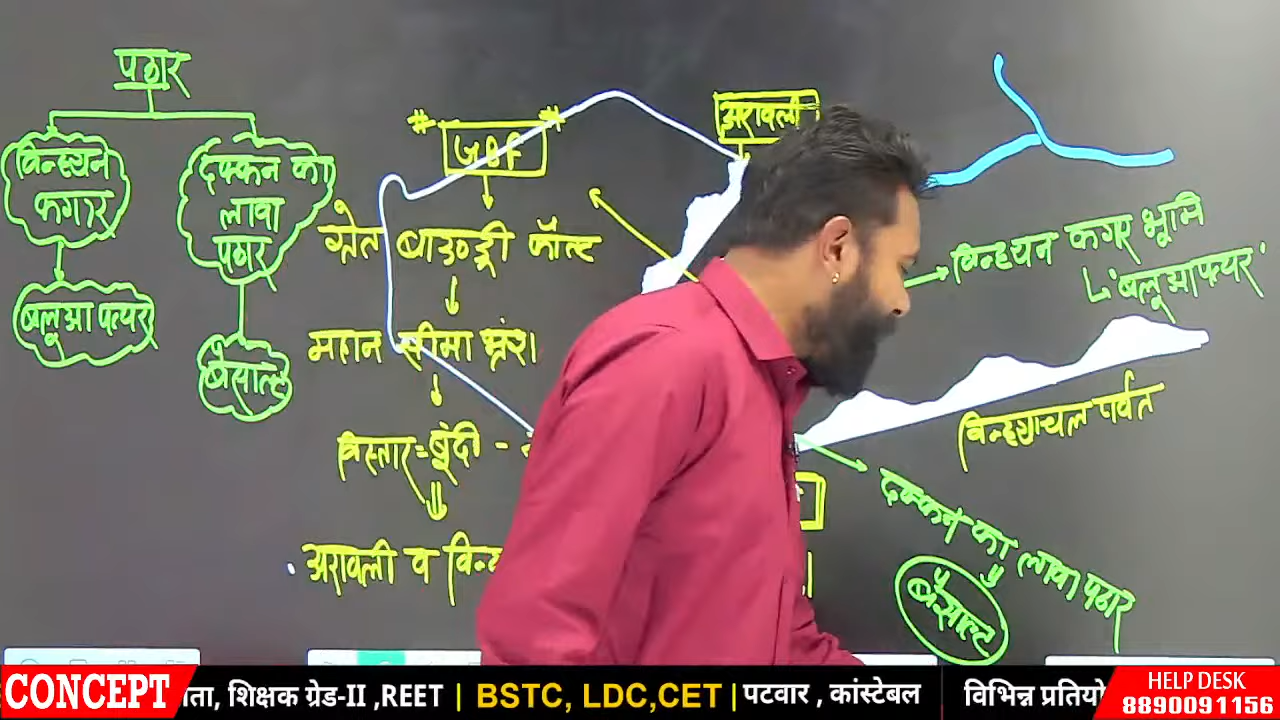 पठार
विन्ध्यन
कगार
बलुआ पत्थर
दक्कन का
लावा
पठार
बेसाल्ट
GBF
ग्रेट बाउण्ड्री फॉल्ट
महान सीमा भ्रंश।
विस्तार = बूंदी -
अरावली व
अरावली
विन्ध्यन कगार भूमि
'बलुआ पत्थर'
विन्ध्याचल पर्वत
दक्कन का लावा पठार
बेसाल्ट
CONCEPT
शिक्षक ग्रेड-II ,REET | BSTC, LDC,CET | पटवार , कांस्टेबल
विभिन्न
HELP DESK
8890091156